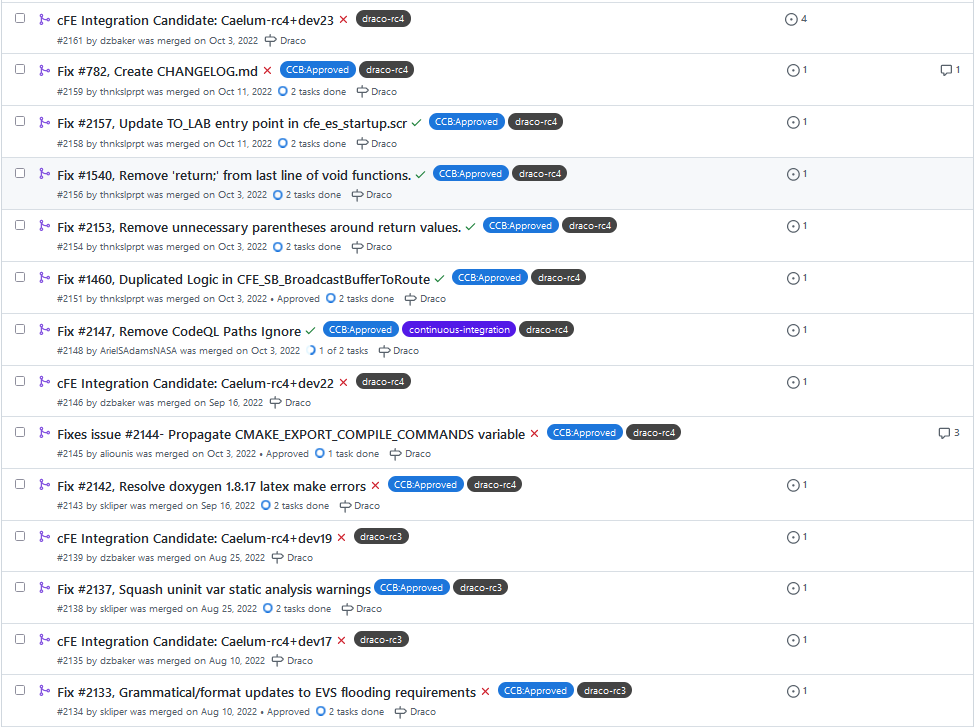 cFE Integration Candidate: Caelum-rc4+dev23 draco-rc4 4
#2161 by dzbaker was merged on Oct 3, 2022 Draco
Fix #782, Create CHANGELOG.md CCB:Approved draco-rc4 1 1
#2159 by thnkslprpt was merged on Oct 11, 2022 2 tasks done Draco
Fix #2157, Update TO_LAB entry point in cfe_es_startup.scr CCB:Approved draco-rc4 1
#2158 by thnkslprpt was merged on Oct 11, 2022 2 tasks done Draco
Fix #1540, Remove 'return;' from last line of void functions. CCB:Approved draco-rc4 1
#2156 by thnkslprpt was merged on Oct 3, 2022 2 tasks done Draco
Fix #2153, Remove unnecessary parentheses around return values. CCB:Approved draco-rc4 1
#2154 by thnkslprpt was merged on Oct 3, 2022 2 tasks done Draco
Fix #1460, Duplicated Logic in CFE_SB_BroadcastBufferToRoute CCB:Approved draco-rc4 1
#2151 by thnkslprpt was merged on Oct 3, 2022 • Approved 2 tasks done Draco
Fix #2147, Remove CodeQL Paths Ignore CCB:Approved continuous-integration draco-rc4 1
#2148 by ArielSAdamsNASA was merged on Oct 3, 2022 1 of 2 tasks Draco
cFE Integration Candidate: Caelum-rc4+dev22 draco-rc4 1
#2146 by dzbaker was merged on Sep 16, 2022 Draco
Fixes issue #2144- Propagate CMAKE_EXPORT_COMPILE_COMMANDS variable CCB:Approved draco-rc4 3
#2145 by aliounis was merged on Oct 3, 2022 • Approved 1 task done Draco
Fix #2142, Resolve doxygen 1.8.17 latex make errors CCB:Approved draco-rc4 1
#2143 by skliper was merged on Sep 16, 2022 2 tasks done Draco
cFE Integration Candidate: Caelum-rc4+dev19 draco-rc3 1
#2139 by dzbaker was merged on Aug 25, 2022 Draco
Fix #2137, Squash uninit var static analysis warnings CCB:Approved draco-rc3 1
#2138 by skliper was merged on Aug 25, 2022 2 tasks done Draco
cFE Integration Candidate: Caelum-rc4+dev17 draco-rc3 1
#2135 by dzbaker was merged on Aug 10, 2022 Draco
Fix #2133, Grammatical/format updates to EVS flooding requirements CCB:Approved draco-rc3 1
#2134 by skliper was merged on Aug 10, 2022 • Approved 2 tasks done Draco